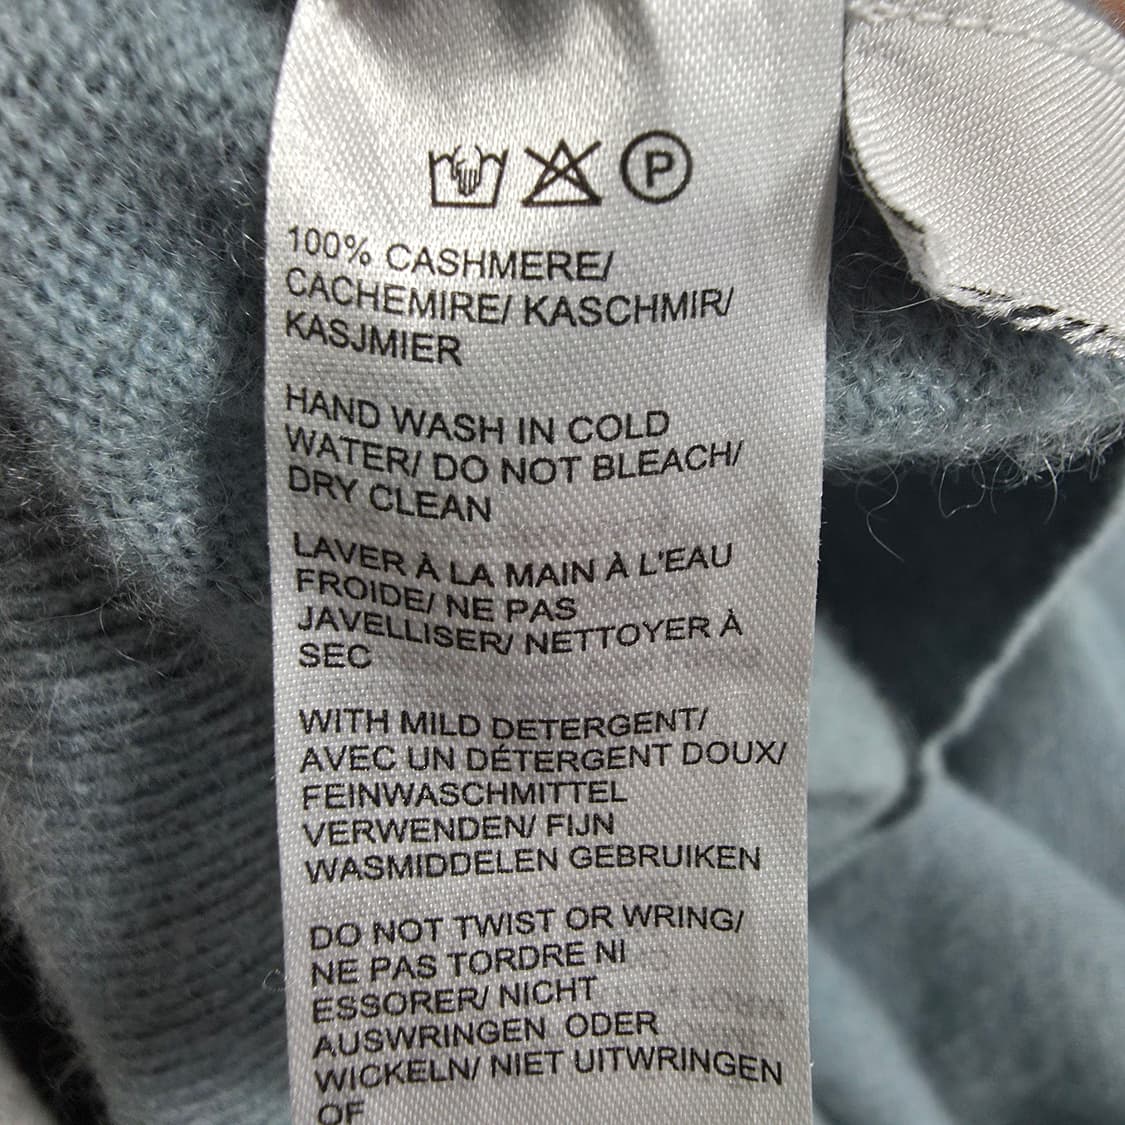 P
100% CASHMERE/
CACHEMIRE/ KASCHMIR/
KASJMIER
HAND WASH IN COLD
WATER/ DO NOT BLEACH/
DRY CLEAN
LAVER À LA MAIN À L'EAU
FROIDE/ NE PAS
JAVELLISER/ NETTOYER À
SEC
WITH MILD DETERGENT/
AVEC UN DÉTERGENT DOUX/
FEINWASCHMITTEL
VERWENDEN/ FIJN
WASMIDDELEN GEBRUIKEN
DO NOT TWIST OR WRING/
NE PAS TORDRE NI
ESSORER/ NICHT
AUSWRINGEN ODER
WICKELN/ NIET UITWRINGEN
OF